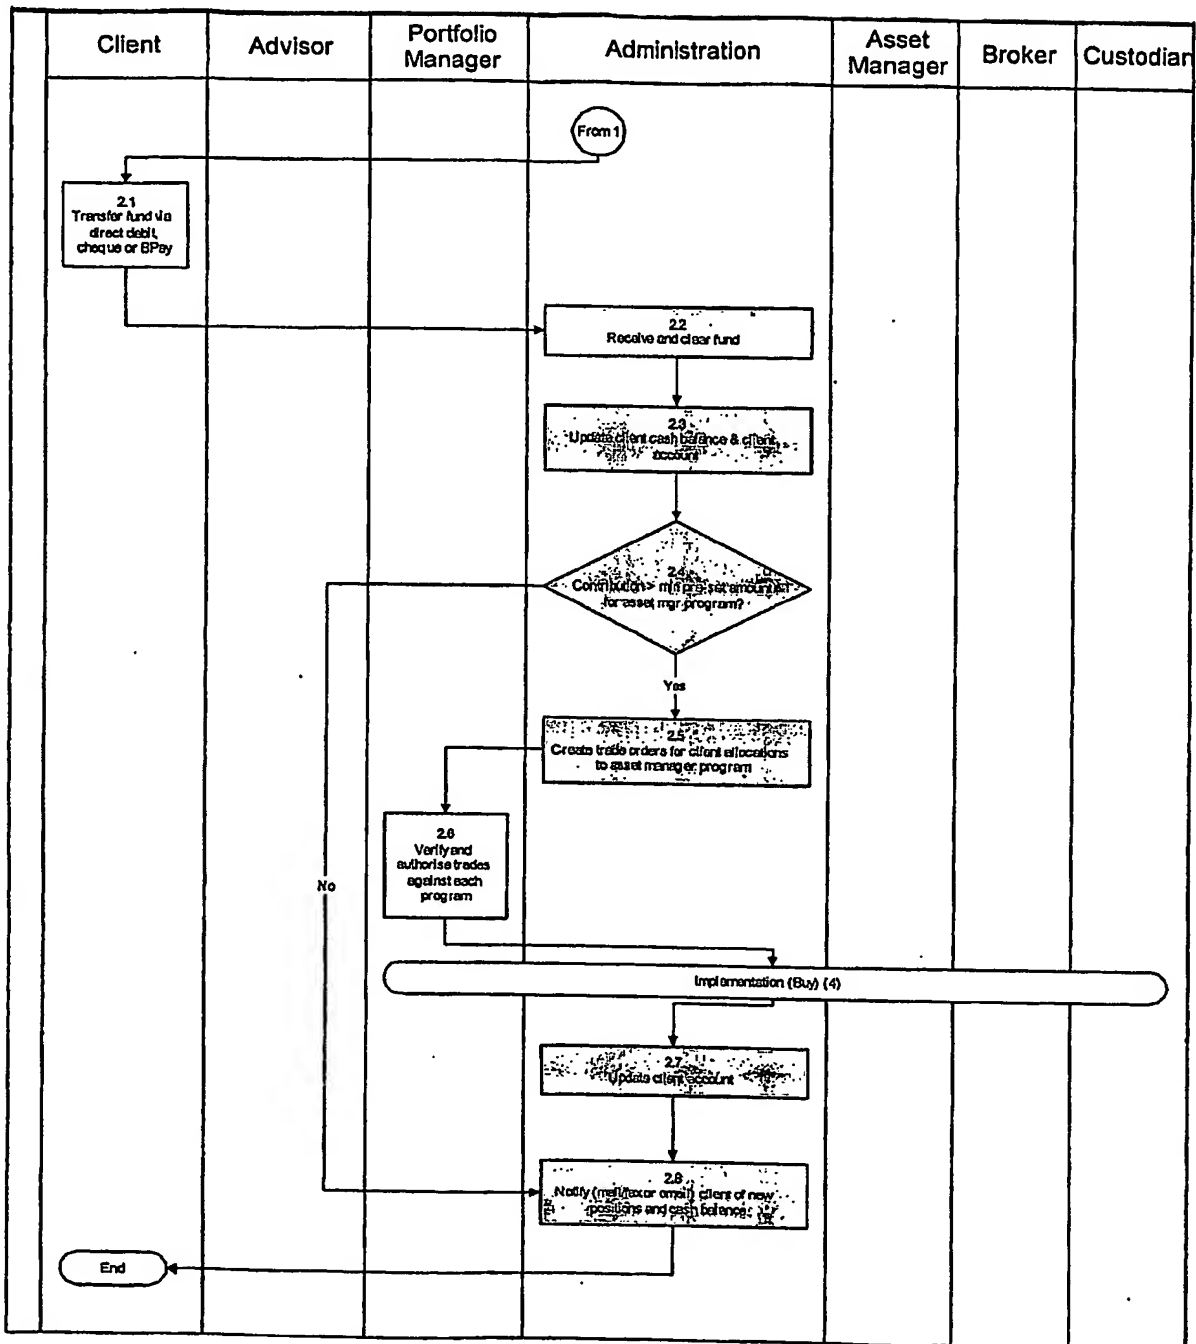 Client
Advisor
Portfolio
Manager
Administration
Asset
Manager
Broker
Custodian
From 1
2.1
Transfer fund via
direct debit,
cheque or BPay
2.2
Receive and clear fund
2.3
Update client cash balance & client
account
2.4
Contribution > min pre-set amount
for asset mgr program?
Yes
2.5
Create trade orders for client allocations
to asset manager program
2.6
Verify and
authorise trades
against each
program
No
Implementation (Buy) (4)
2.7
Update client account
2.8
Notify (mail/fax or email) client of new
positions and cash balance
End